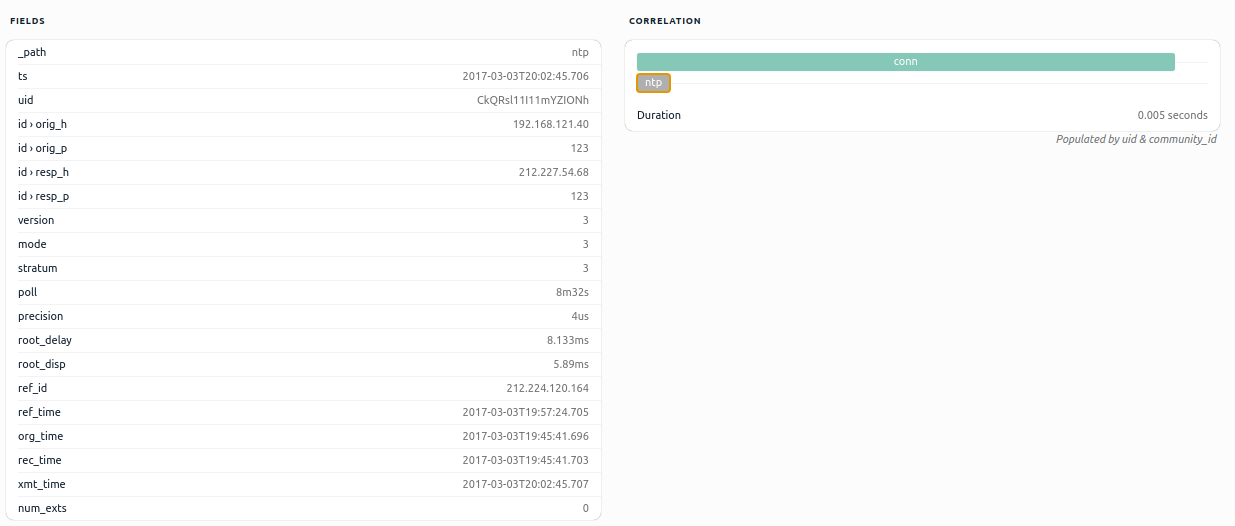 FIELDS
_path ntp
ts 2017-03-03T20:02:45.706
uid CkQRsl11I11mYZIONh
id › orig_h 192.168.121.40
id › orig_p 123
id › resp_h 212.227.54.68
id › resp_p 123
version 3
mode 3
stratum 3
poll 8m32s
precision 4us
root_delay 8.133ms
root_disp 5.89ms
ref_id 212.224.120.164
ref_time 2017-03-03T19:57:24.705
org_time 2017-03-03T19:45:41.696
rec_time 2017-03-03T19:45:41.703
xmt_time 2017-03-03T20:02:45.707
num_exts 0
CORRELATION
conn
ntp
Duration 0.005 seconds
Populated by uid & community_id